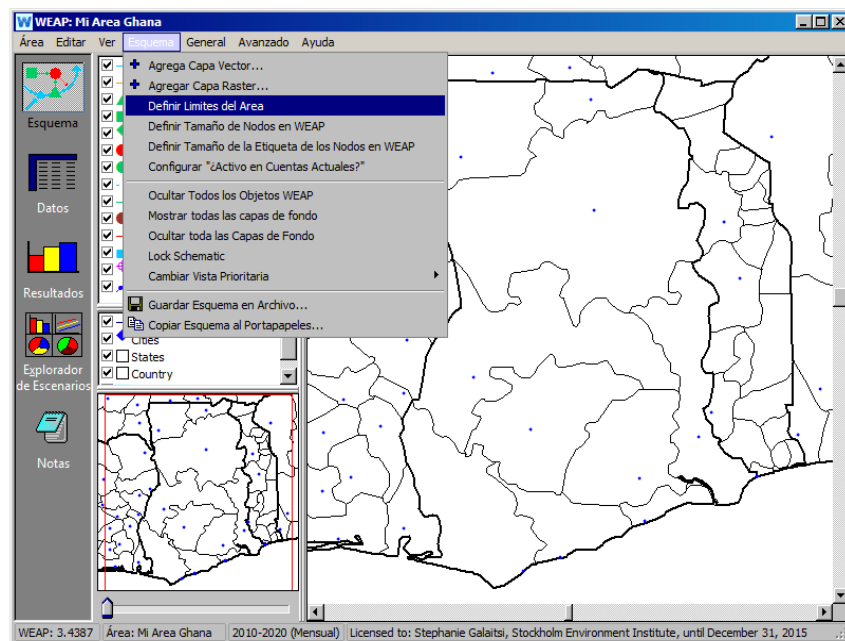 WEAP: Mi Area Ghana
Área Editar Ver Esquema General Avanzado Ayuda
Esquema
Datos
Resultados
Explorador
de Escenarios
Notas
Agrega Capa Vector...
Agregar Capa Raster...
Definir Limites del Area
Definir Tamaño de Nodos en WEAP
Definir Tamaño de la Etiqueta de los Nodos en WEAP
Configurar "¿Activo en Cuentas Actuales?"
Ocultar Todos los Objetos WEAP
Mostrar todas las capas de fondo
Ocultar toda las Capas de Fondo
Lock Schematic
Cambiar Vista Prioritaria
Guardar Esquema en Archivo...
Copiar Esquema al Portapapeles...
Cities
States
Country
WEAP: 3.4387 Área: Mi Area Ghana 2010-2020 (Mensual) Licensed to: Stephanie Galaitsi, Stockholm Environment Institute, until December 31, 2015